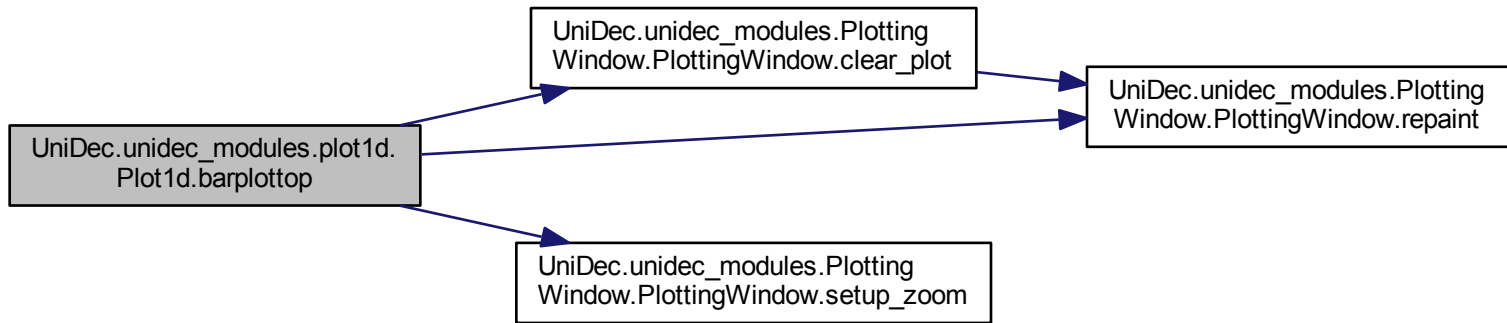 UniDec.unidec_modules.plot1d.
Plot1d.barplottop
UniDec.unidec_modules.Plotting
Window.PlottingWindow.clear_plot
UniDec.unidec_modules.Plotting
Window.PlottingWindow.repaint
UniDec.unidec_modules.Plotting
Window.PlottingWindow.setup_zoom